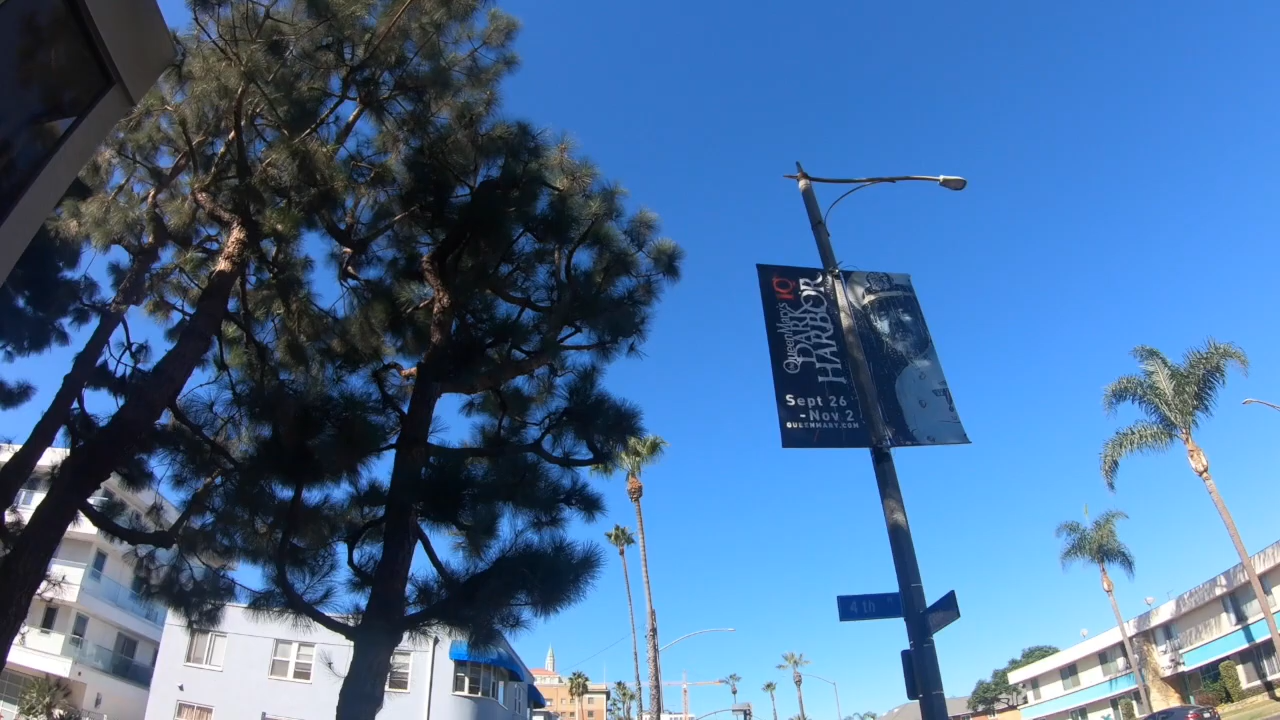 Queen Mary's
DARK
HARBOR
10
Sept 26
-Nov 2
QUEENMARY.COM
4th